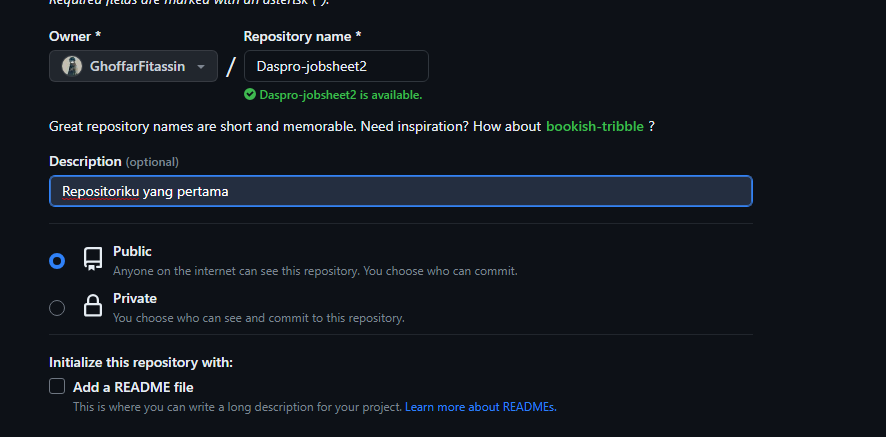 Required fields are marked with an asterisk (*).
Owner *
Repository name *
GhoffarFitassin
/
Daspro-jobsheet2
Daspro-jobsheet2 is available.
Great repository names are short and memorable. Need inspiration? How about bookish-tribble ?
Description (optional)
Repositoriku yang pertama
Public
Anyone on the internet can see this repository. You choose who can commit.
Private
You choose who can see and commit to this repository.
Initialize this repository with:
Add a README file
This is where you can write a long description for your project. Learn more about READMEs.